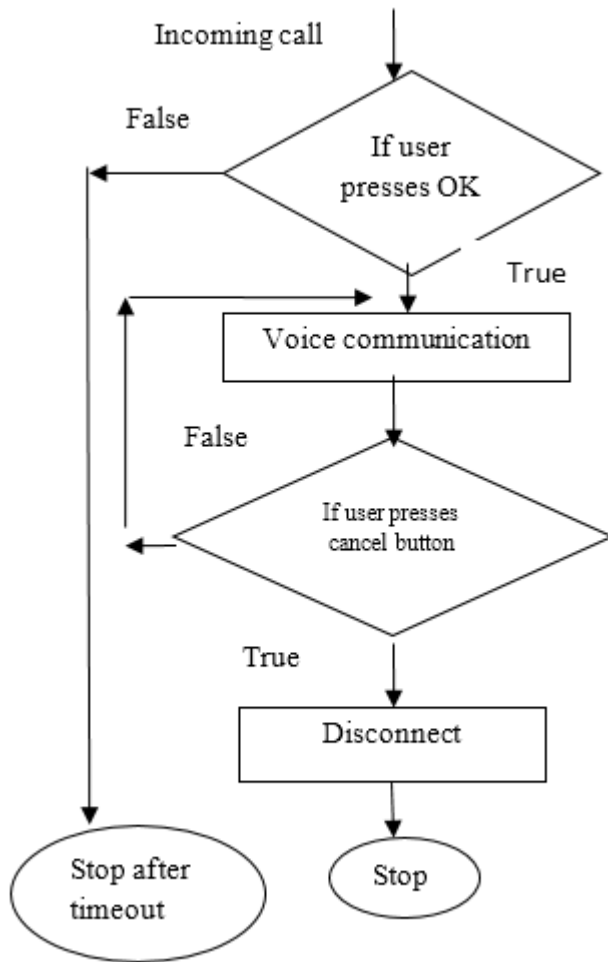 Incoming call
False
If user
presses OK
True
Voice communication
False
If user presses
cancel button
True
Disconnect
Stop after
timeout
Stop